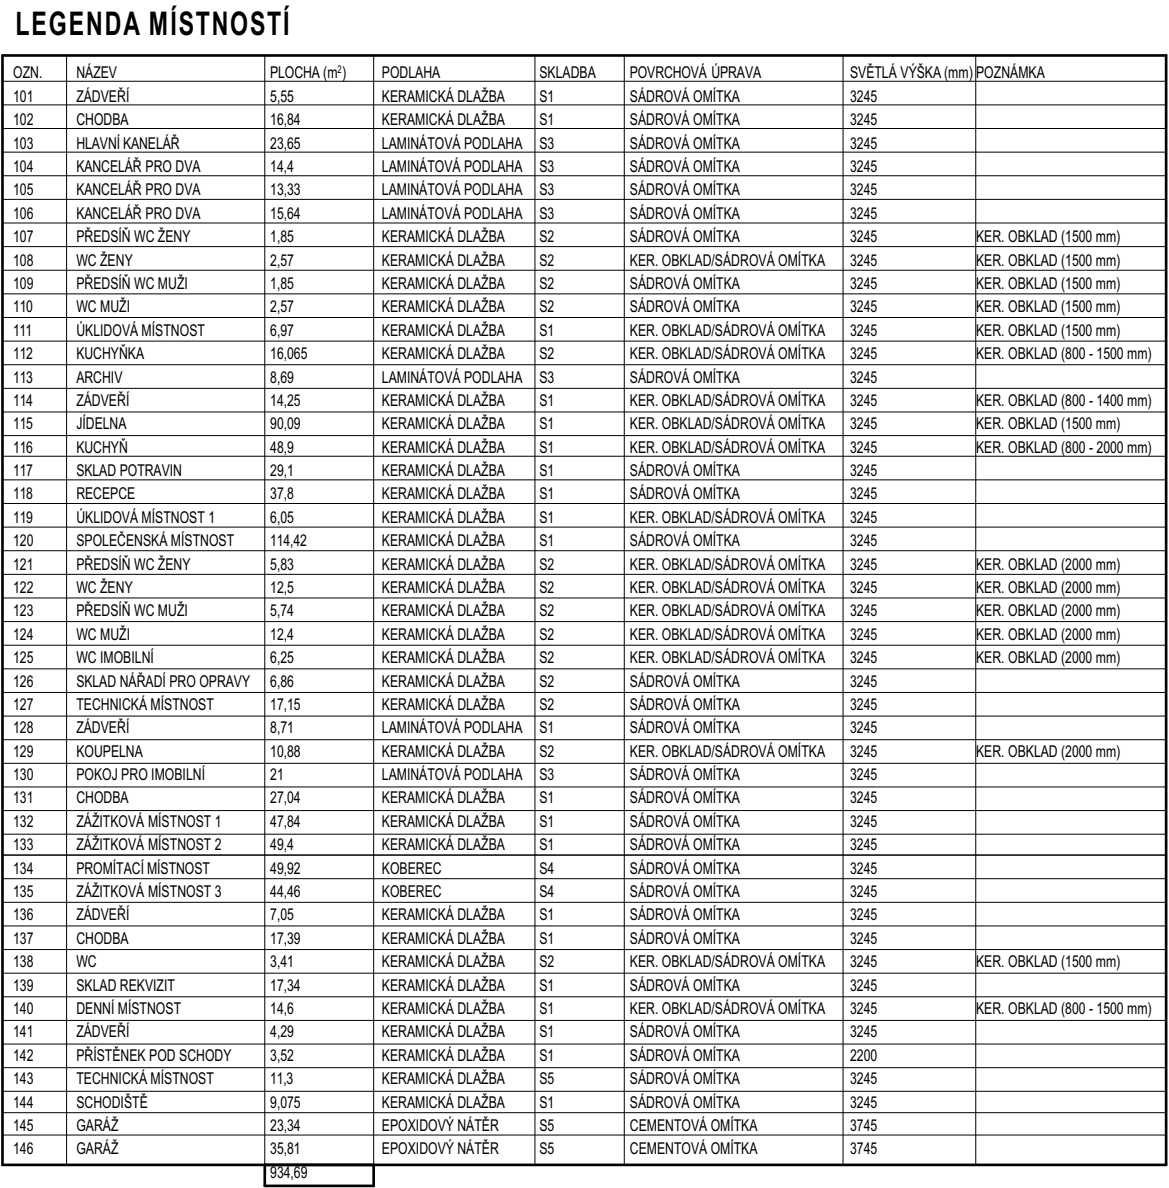 LEGENDA MÍSTNOSTÍ
OZN. NÁZEV PLOCHA (m²) PODLAHA SKLADBA POVRCHOVÁ ÚPRAVA SVĚTLÁ VÝŠKA (mm) POZNÁMKA
101 ZÁDVEŘÍ 5,55 KERAMICKÁ DLAŽBA S1 SÁDROVÁ OMÍTKA 3245
102 CHODBA 16,84 KERAMICKÁ DLAŽBA S1 SÁDROVÁ OMÍTKA 3245
103 HLAVNÍ KANELÁŘ 23,65 LAMINÁTOVÁ PODLAHA S3 SÁDROVÁ OMÍTKA 3245
104 KANCELÁŘ PRO DVA 14,4 LAMINÁTOVÁ PODLAHA S3 SÁDROVÁ OMÍTKA 3245
105 KANCELÁŘ PRO DVA 13,33 LAMINÁTOVÁ PODLAHA S3 SÁDROVÁ OMÍTKA 3245
106 KANCELÁŘ PRO DVA 15,64 LAMINÁTOVÁ PODLAHA S3 SÁDROVÁ OMÍTKA 3245
107 PŘEDSÍŇ WC ŽENY 1,85 KERAMICKÁ DLAŽBA S2 SÁDROVÁ OMÍTKA 3245 KER. OBKLAD (1500 mm)
108 WC ŽENY 2,57 KERAMICKÁ DLAŽBA S2 KER. OBKLAD/SÁDROVÁ OMÍTKA 3245 KER. OBKLAD (1500 mm)
109 PŘEDSÍŇ WC MUŽI 1,85 KERAMICKÁ DLAŽBA S2 SÁDROVÁ OMÍTKA 3245 KER. OBKLAD (1500 mm)
110 WC MUŽI 2,57 KERAMICKÁ DLAŽBA S2 SÁDROVÁ OMÍTKA 3245 KER. OBKLAD (1500 mm)
111 ÚKLIDOVÁ MÍSTNOST 6,97 KERAMICKÁ DLAŽBA S1 KER. OBKLAD/SÁDROVÁ OMÍTKA 3245 KER. OBKLAD (1500 mm)
112 KUCHYŇKA 16,065 KERAMICKÁ DLAŽBA S2 KER. OBKLAD/SÁDROVÁ OMÍTKA 3245 KER. OBKLAD (800 - 1500 mm)
113 ARCHIV 8,69 LAMINÁTOVÁ PODLAHA S3 SÁDROVÁ OMÍTKA 3245
114 ZÁDVEŘÍ 14,25 KERAMICKÁ DLAŽBA S1 KER. OBKLAD/SÁDROVÁ OMÍTKA 3245 KER. OBKLAD (800 - 1400 mm)
115 JÍDELNA 90,09 KERAMICKÁ DLAŽBA S1 KER. OBKLAD/SÁDROVÁ OMÍTKA 3245 KER. OBKLAD (1500 mm)
116 KUCHYŇ 48,9 KERAMICKÁ DLAŽBA S1 KER. OBKLAD/SÁDROVÁ OMÍTKA 3245 KER. OBKLAD (800 - 2000 mm)
117 SKLAD POTRAVIN 29,1 KERAMICKÁ DLAŽBA S1 SÁDROVÁ OMÍTKA 3245
118 RECEPCE 37,8 KERAMICKÁ DLAŽBA S1 SÁDROVÁ OMÍTKA 3245
119 ÚKLIDOVÁ MÍSTNOST 1 6,05 KERAMICKÁ DLAŽBA S1 KER. OBKLAD/SÁDROVÁ OMÍTKA 3245
120 SPOLEČENSKÁ MÍSTNOST 114,42 KERAMICKÁ DLAŽBA S1 SÁDROVÁ OMÍTKA 3245
121 PŘEDSÍŇ WC ŽENY 5,83 KERAMICKÁ DLAŽBA S2 KER. OBKLAD/SÁDROVÁ OMÍTKA 3245 KER. OBKLAD (2000 mm)
122 WC ŽENY 12,5 KERAMICKÁ DLAŽBA S2 KER. OBKLAD/SÁDROVÁ OMÍTKA 3245 KER. OBKLAD (2000 mm)
123 PŘEDSÍŇ WC MUŽI 5,74 KERAMICKÁ DLAŽBA S2 KER. OBKLAD/SÁDROVÁ OMÍTKA 3245 KER. OBKLAD (2000 mm)
124 WC MUŽI 12,4 KERAMICKÁ DLAŽBA S2 KER. OBKLAD/SÁDROVÁ OMÍTKA 3245 KER. OBKLAD (2000 mm)
125 WC IMOBILNÍ 6,25 KERAMICKÁ DLAŽBA S2 KER. OBKLAD/SÁDROVÁ OMÍTKA 3245 KER. OBKLAD (2000 mm)
126 SKLAD NÁŘADÍ PRO OPRAVY 6,86 KERAMICKÁ DLAŽBA S2 SÁDROVÁ OMÍTKA 3245
127 TECHNICKÁ MÍSTNOST 17,15 KERAMICKÁ DLAŽBA S2 SÁDROVÁ OMÍTKA 3245
128 ZÁDVEŘÍ 8,71 LAMINÁTOVÁ PODLAHA S1 SÁDROVÁ OMÍTKA 3245
129 KOUPELNA 10,88 KERAMICKÁ DLAŽBA S2 KER. OBKLAD/SÁDROVÁ OMÍTKA 3245 KER. OBKLAD (2000 mm)
130 POKOJ PRO IMOBILNÍ 21 LAMINÁTOVÁ PODLAHA S3 SÁDROVÁ OMÍTKA 3245
131 CHODBA 27,04 KERAMICKÁ DLAŽBA S1 SÁDROVÁ OMÍTKA 3245
132 ZÁŽITKOVÁ MÍSTNOST 1 47,84 KERAMICKÁ DLAŽBA S1 SÁDROVÁ OMÍTKA 3245
133 ZÁŽITKOVÁ MÍSTNOST 2 49,4 KERAMICKÁ DLAŽBA S1 SÁDROVÁ OMÍTKA 3245
134 PROMÍTACÍ MÍSTNOST 49,92 KOBEREC S4 SÁDROVÁ OMÍTKA 3245
135 ZÁŽITKOVÁ MÍSTNOST 3 44,46 KOBEREC S4 SÁDROVÁ OMÍTKA 3245
136 ZÁDVEŘÍ 7,05 KERAMICKÁ DLAŽBA S1 SÁDROVÁ OMÍTKA 3245
137 CHODBA 17,39 KERAMICKÁ DLAŽBA S1 SÁDROVÁ OMÍTKA 3245
138 WC 3,41 KERAMICKÁ DLAŽBA S2 KER. OBKLAD/SÁDROVÁ OMÍTKA 3245 KER. OBKLAD (1500 mm)
139 SKLAD REKVIZIT 17,34 KERAMICKÁ DLAŽBA S1 SÁDROVÁ OMÍTKA 3245
140 DENNÍ MÍSTNOST 14,6 KERAMICKÁ DLAŽBA S1 KER. OBKLAD/SÁDROVÁ OMÍTKA 3245 KER. OBKLAD (800 - 1500 mm)
141 ZÁDVEŘÍ 4,29 KERAMICKÁ DLAŽBA S1 SÁDROVÁ OMÍTKA 3245
142 PŘÍSTĚNEK POD SCHODY 3,52 KERAMICKÁ DLAŽBA S1 SÁDROVÁ OMÍTKA 2200
143 TECHNICKÁ MÍSTNOST 11,3 KERAMICKÁ DLAŽBA S5 SÁDROVÁ OMÍTKA 3245
144 SCHODIŠTĚ 9,075 KERAMICKÁ DLAŽBA S1 SÁDROVÁ OMÍTKA 3245
145 GARÁŽ 23,34 EPOXIDOVÝ NÁTĚR S5 CEMENTOVÁ OMÍTKA 3745
146 GARÁŽ 35,81 EPOXIDOVÝ NÁTĚR S5 CEMENTOVÁ OMÍTKA 3745
934,69